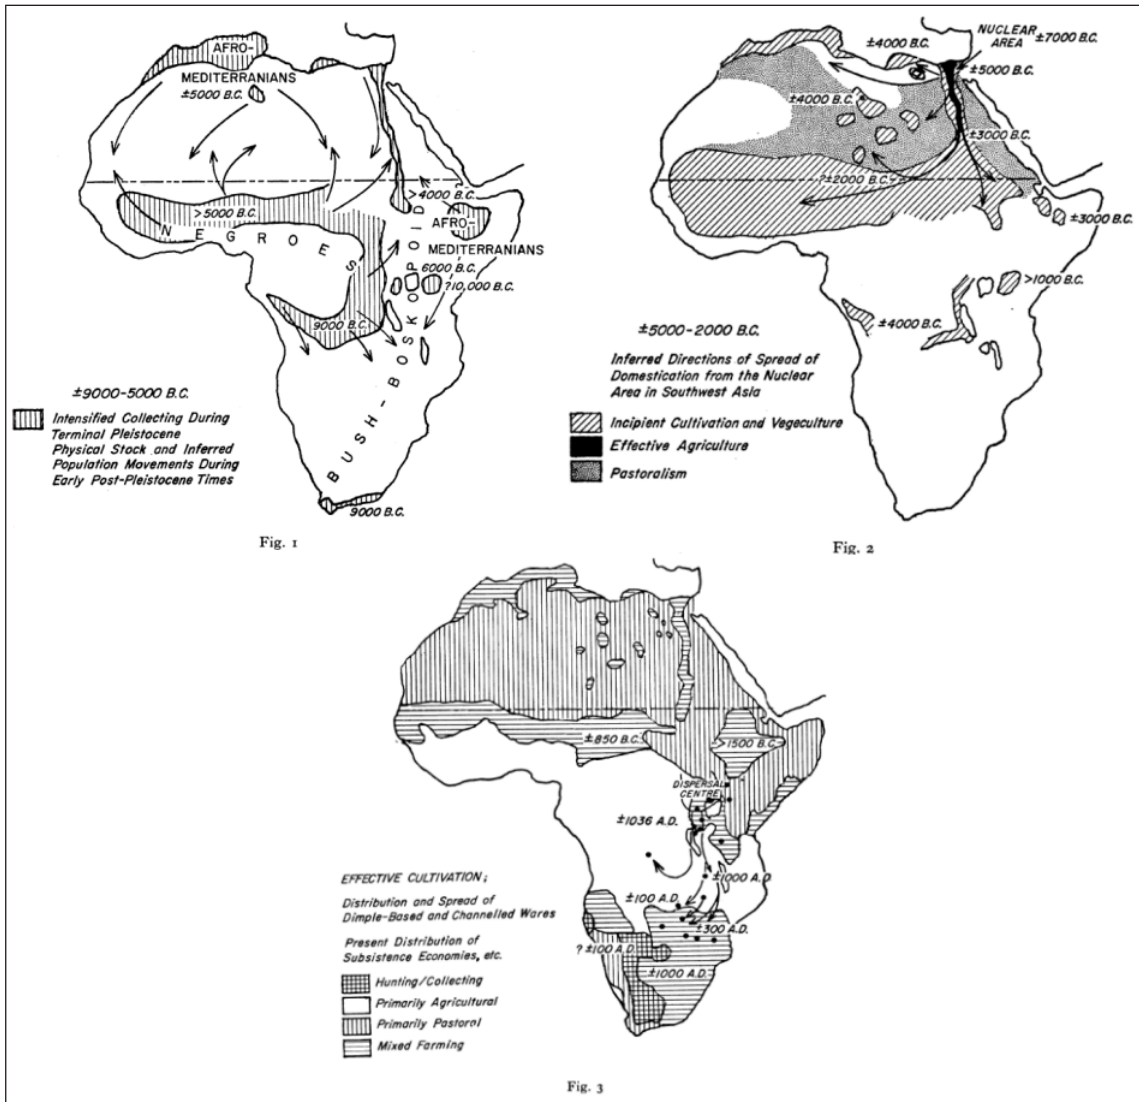 AFRO-
MEDITERRANIANS
±5000 B.C.
>4000 B.C.
>5000 B.C.
AFRO-
MEDITERRANIANS
NEGROES
6000 B.C.
?10,000 B.C.
9000 B.C.
BUSH-BOSKOPOID
9000 B.C.
±9000-5000 B.C.
Intensified Collecting During
Terminal Pleistocene
Physical Stock and Inferred
Population Movements During
Early Post-Pleistocene Times
Fig. 1
NUCLEAR
AREA
±7000 B.C.
±4000 B.C.
±5000 B.C.
±4000 B.C.
±3000 B.C.
?±2000 B.C.
±3000 B.C.
>1000 B.C.
±4000 B.C.
±5000-2000 B.C.
Inferred Directions of Spread of
Domestication from the Nuclear
Area in Southwest Asia
Incipient Cultivation and Vegeculture
Effective Agriculture
Pastoralism
Fig. 2
±850 B.C.
>1500 B.C.
DISPERSAL
CENTRE
±1036 A.D.
±1000 A.D.
±100 A.D.
±300 A.D.
?±100 A.D.
±1000 A.D.
EFFECTIVE CULTIVATION;
Distribution and Spread of
Dimple-Based and Channelled Wares
Present Distribution of
Subsistence Economies, etc.
Hunting/Collecting
Primarily Agricultural
Primarily Pastoral
Mixed Farming
Fig. 3